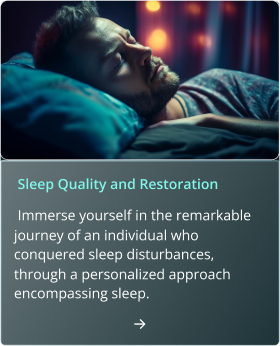 Sleep Quality and Restoration
Immerse yourself in the remarkable
journey of an individual who
conquered sleep disturbances,
through a personalized approach
encompassing sleep.